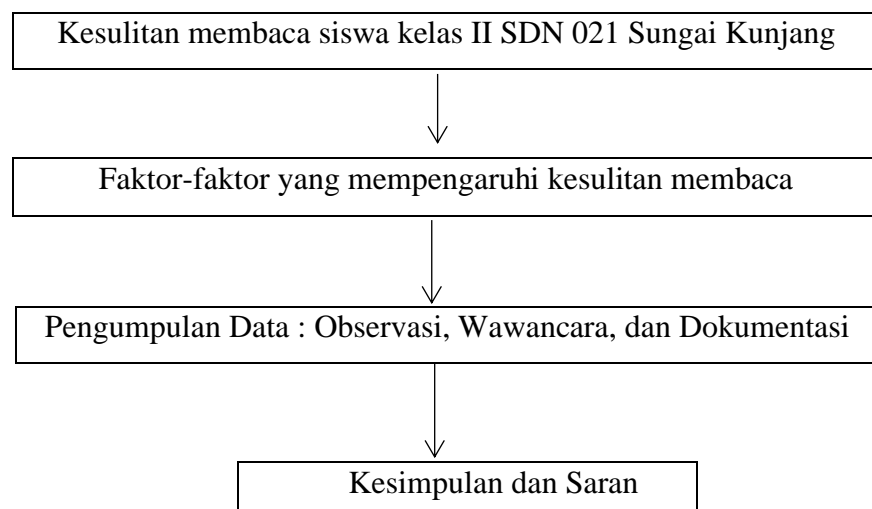 Kesulitan membaca siswa kelas II SDN 021 Sungai Kunjang
Faktor-faktor yang mempengaruhi kesulitan membaca
Pengumpulan Data : Observasi, Wawancara, dan Dokumentasi
Kesimpulan dan Saran